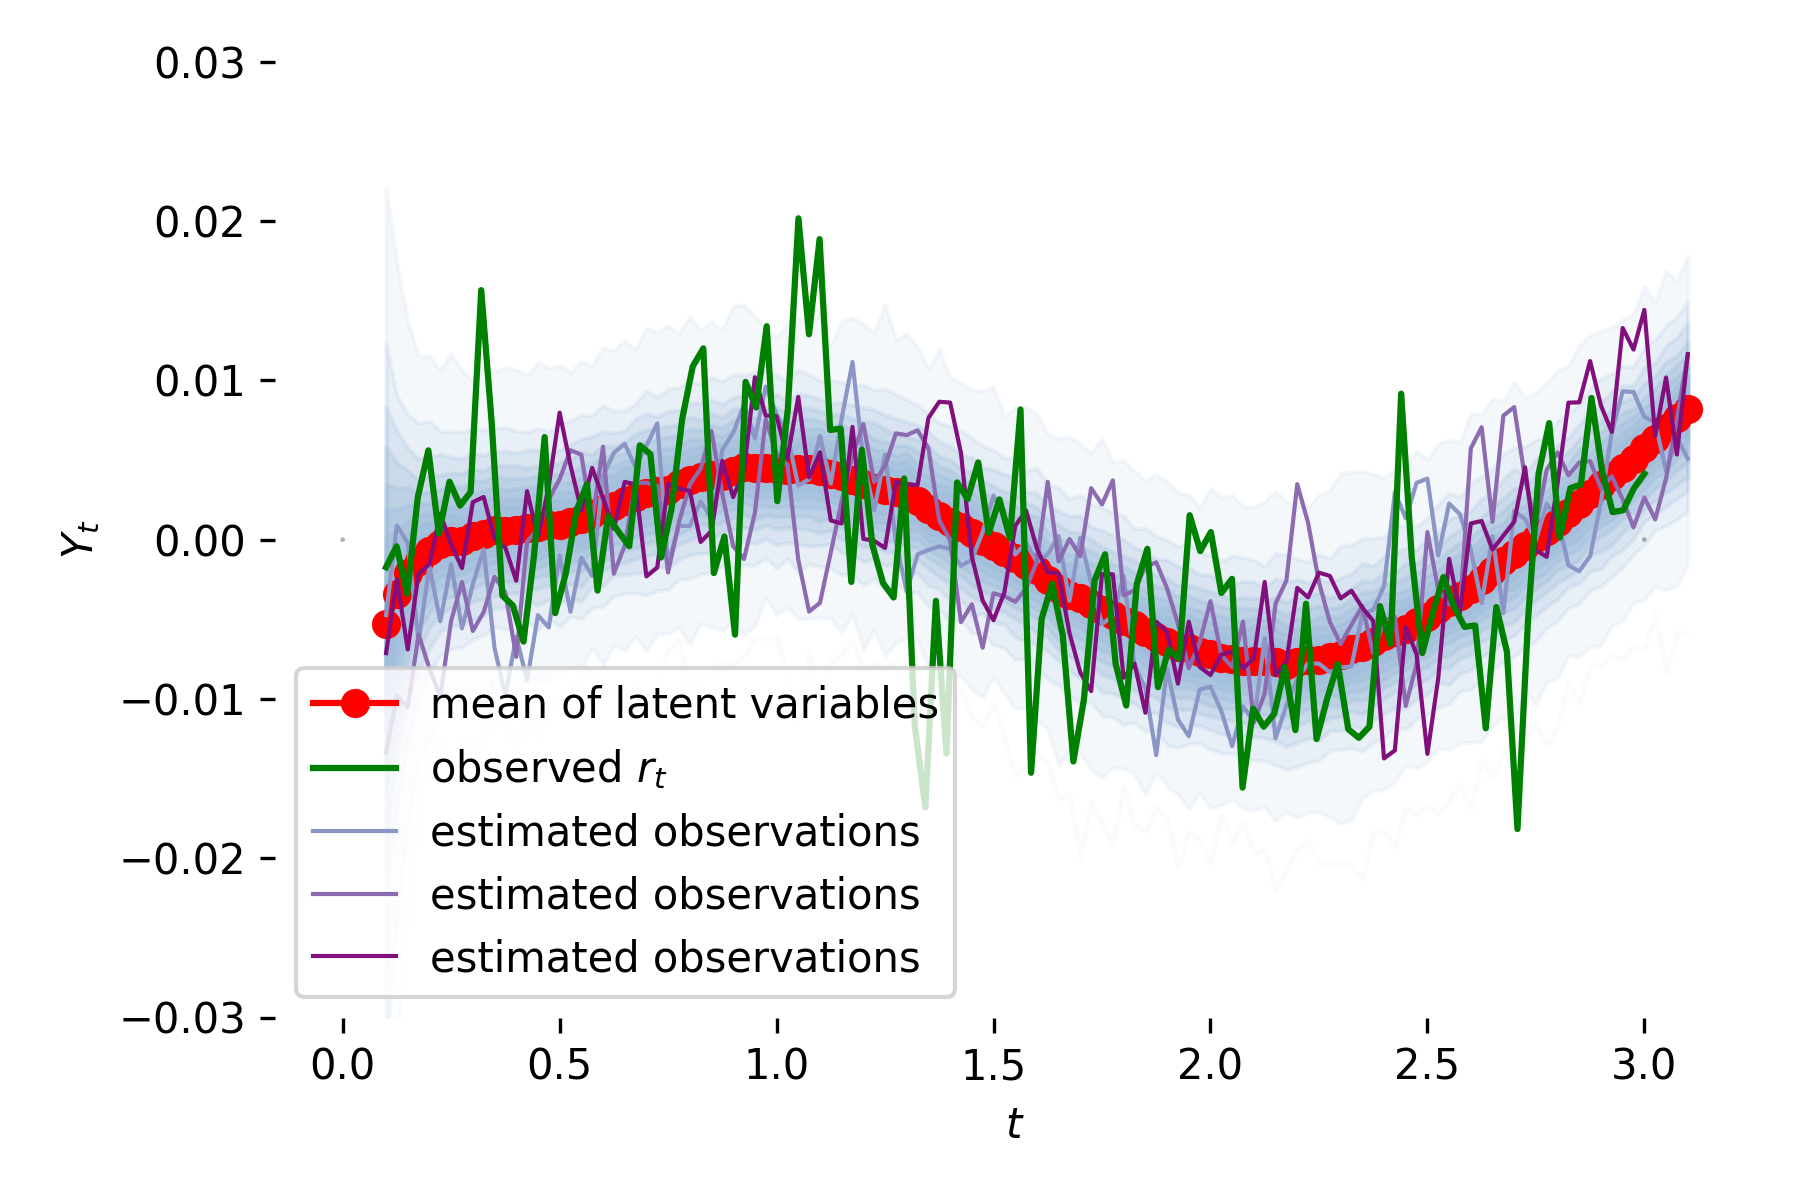 0.03
0.02
0.01
0.00
−0.01
−0.02
−0.03
Y_t
mean of latent variables
observed r_t
estimated observations
estimated observations
estimated observations
0.0 0.5 1.0 1.5 2.0 2.5 3.0
t